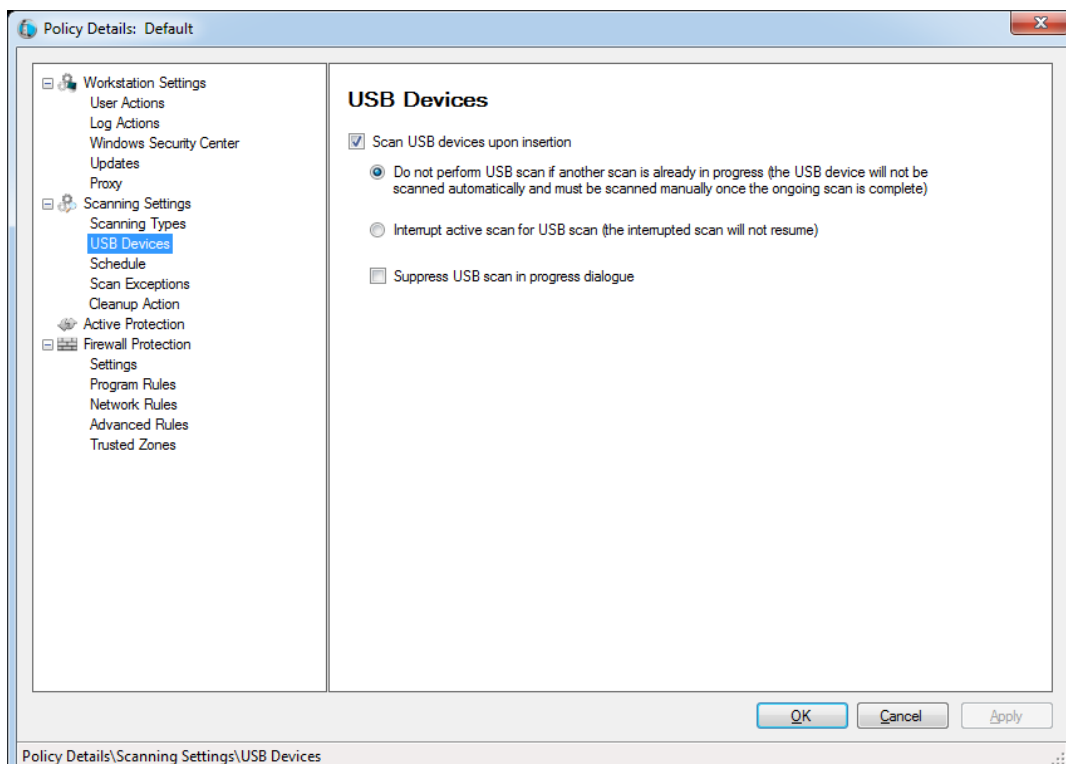 Policy Details: Default
X
Workstation Settings
User Actions
Log Actions
Windows Security Center
Updates
Proxy
Scanning Settings
Scanning Types
USB Devices
Schedule
Scan Exceptions
Cleanup Action
Active Protection
Firewall Protection
Settings
Program Rules
Network Rules
Advanced Rules
Trusted Zones
USB Devices
Scan USB devices upon insertion
Do not perform USB scan if another scan is already in progress (the USB device will not be
scanned automatically and must be scanned manually once the ongoing scan is complete)
Interrupt active scan for USB scan (the interrupted scan will not resume)
Suppress USB scan in progress dialogue
OK
Cancel
Apply
Policy Details\Scanning Settings\USB Devices